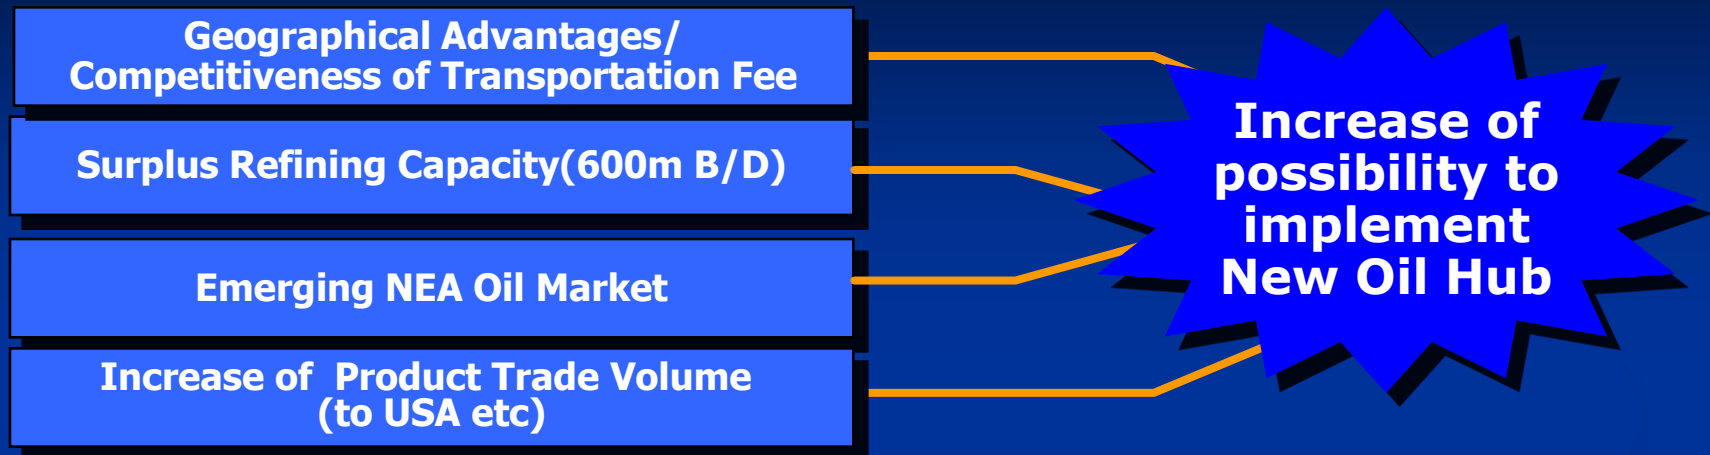 Geographical Advantages/
Competitiveness of Transportation Fee
Surplus Refining Capacity(600m B/D)
Emerging NEA Oil Market
Increase of  Product Trade Volume
(to USA etc)
Increase of
possibility to
implement
New Oil Hub